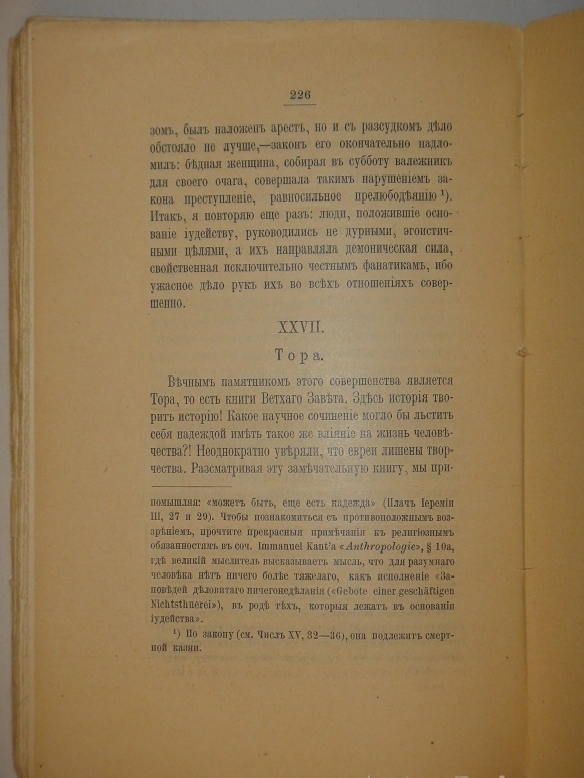 226
зомъ, былъ наложенъ арестъ, но и съ разсудкомъ дѣло
обстояло не лучше,—законъ его окончательно надло-
милъ: бѣдная женщина, собирая въ субботу валежникъ
для своего очага, совершала такимъ нарушеніемъ за-
кона преступленіе, равносильное прелюбодѣянію ¹).
Итакъ, я повторяю еще разъ: люди, положившіе осно-
ваніе іудейству, руководились не дурными, эгоистич-
ными цѣлями, а ихъ направляла демоническая сила,
свойственная исключительно честнымъ фанатикамъ, ибо
ужасное дѣло рукъ ихъ во всѣхъ отношеніяхъ совер-
шенно.
XXVII.
Тора.
Вѣчнымъ памятникомъ этого совершенства является
Тора, то есть книги Ветхаго Завѣта. Здѣсь исторія тво-
ритъ исторію! Какое научное сочиненіе могло бы льстить
себя надеждой имѣть такое же вліяніе на жизнь человѣ-
чества?! Неоднократно увѣряли, что евреи лишены твор-
чества. Разсматривая эту замѣчательную книгу, мы при-
помышляя: «можетъ быть, еще есть надежда» (Плачъ Іереміи
III, 27 и 29). Чтобы познакомиться съ противоположнымъ воз-
зрѣніемъ, прочтите прекрасныя примѣчанія къ религіознымъ
обязанностямъ въ соч. Immanuel Kant'a «Anthropologie», § 10a,
гдѣ великій мыслитель высказываетъ мысль, что для разумнаго
человѣка нѣтъ ничего болѣе тяжелаго, какъ исполненіе «За-
повѣдей дѣловитаго ничегонедѣланія («Gebote einer geschäftigen
Nichtsthuerei»), въ родѣ тѣхъ, которыя лежатъ въ основаніи
іудейства».
¹) По закону (см. Числъ XV, 32—36), она подлежитъ смерт-
ной казни.